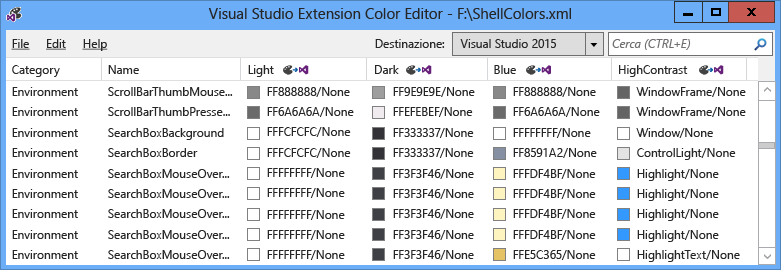 Visual Studio Extension Color Editor - F:\ShellColors.xml
File Edit Help Destinazione: Visual Studio 2015 Cerca (CTRL+E)
Category Name Light Dark Blue HighContrast
Environment ScrollBarThumbMouse... FF888888/None FF9E9E9E/None FF888888/None WindowFrame/None
Environment ScrollBarThumbPresse... FF6A6A6A/None FFEFEBEF/None FF6A6A6A/None WindowFrame/None
Environment SearchBoxBackground FFFCFCFC/None FF333337/None FFFFFFFF/None Window/None
Environment SearchBoxBorder FFFCFCFC/None FF333337/None FF8591A2/None ControlLight/None
Environment SearchBoxMouseOver... FFFFFFFF/None FF3F3F46/None FFFDF4BF/None Highlight/None
Environment SearchBoxMouseOver... FFFFFFFF/None FF3F3F46/None FFFDF4BF/None Highlight/None
Environment SearchBoxMouseOver... FFFFFFFF/None FF3F3F46/None FFFDF4BF/None Highlight/None
Environment SearchBoxMouseOver... FFFFFFFF/None FF3F3F46/None FFFDF4BF/None Highlight/None
Environment SearchBoxMouseOver... FFFFFFFF/None FF3F3F46/None FFE5C365/None HighlightText/None